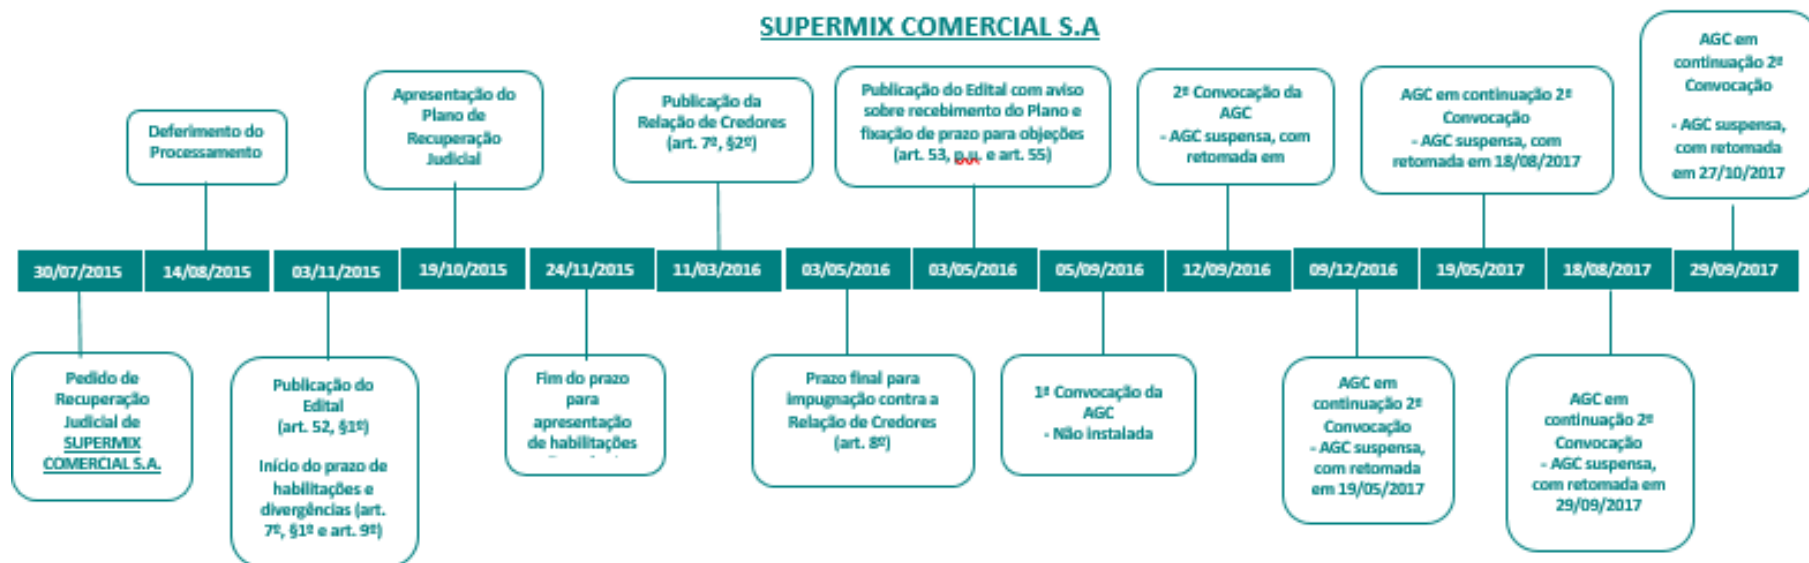 SUPERMIX COMERCIAL S.A
Deferimento do
Processamento
Apresentação do
Plano de
Recuperação
Judicial
Publicação da
Relação de Credores
(art. 7º, §2º)
Publicação do Edital com aviso
sobre recebimento do Plano e
fixação de prazo para objeções
(art. 53, p.u. e art. 55)
2ª Convocação da
AGC
- AGC suspensa, com
retomada em
AGC em continuação 2ª
Convocação
- AGC suspensa, com
retomada em 18/08/2017
AGC em
continuação 2ª
Convocação
- AGC suspensa,
com retomada
em 27/10/2017
30/07/2015
14/08/2015
03/11/2015
19/10/2015
24/11/2015
11/03/2016
03/05/2016
03/05/2016
05/09/2016
12/09/2016
09/12/2016
19/05/2017
18/08/2017
29/09/2017
Pedido de
Recuperação
Judicial de
SUPERMIX
COMERCIAL S.A.
Publicação do
Edital
(art. 52, §1º)
Início do prazo de
habilitações e
divergências (art.
7º, §1º e art. 9º)
Fim do prazo
para
apresentação
de habilitações
Prazo final para
impugnação contra a
Relação de Credores
(art. 8º)
1ª Convocação da
AGC
- Não instalada
AGC em
continuação 2ª
Convocação
- AGC suspensa,
com retomada
em 19/05/2017
AGC em
continuação 2ª
Convocação
- AGC suspensa,
com retomada em
29/09/2017